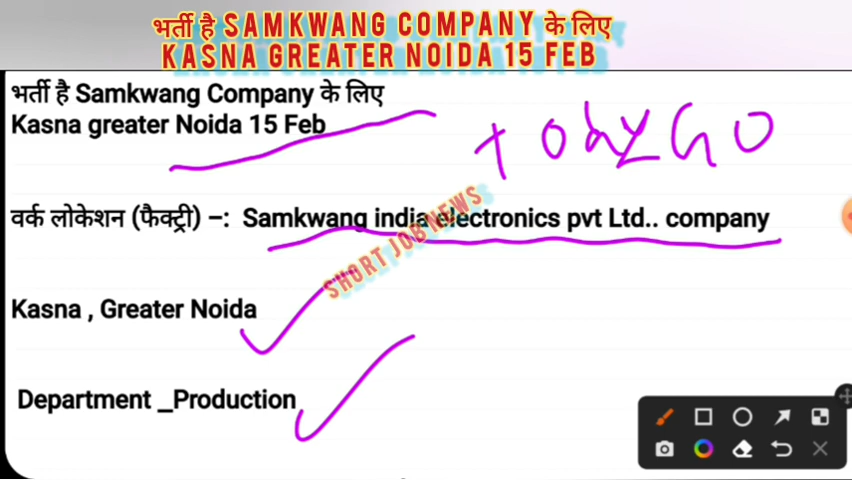 भर्ती है SAMKWANG COMPANY के लिए
KASNA GREATER NOIDA 15 FEB
भर्ती है Samkwang Company के लिए
Kasna greater Noida 15 Feb
वर्क लोकेशन (फैक्ट्री) –: Samkwang india electronics pvt Ltd.. company
SHORT JOB NEWS
Kasna , Greater Noida
Department _Production